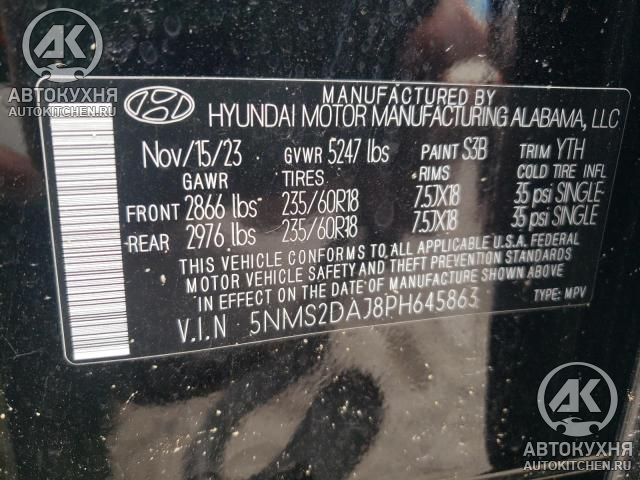 АВТОКУХНЯ
AUTOKITCHEN.RU
MANUFACTURED BY
HYUNDAI MOTOR MANUFACTURING ALABAMA, LLC
Nov/15/23 GVWR 5247 lbs PAINT S3B TRIM YTH
GAWR TIRES RIMS COLD TIRE INFL
FRONT 2866 lbs 235/60R18 7.5JX18 35 psi SINGLE
REAR 2976 lbs 235/60R18 7.5JX18 35 psi SINGLE
THIS VEHICLE CONFORMS TO ALL APPLICABLE U.S.A. FEDERAL
MOTOR VEHICLE SAFETY AND THEFT PREVENTION STANDARDS
IN EFFECT ON THE DATE OF MANUFACTURE SHOWN ABOVE.
V.I.N 5NMS2DAJ8PH645863 TYPE: MPV
АК
АВТОКУХНЯ
AUTOKITCHEN.RU